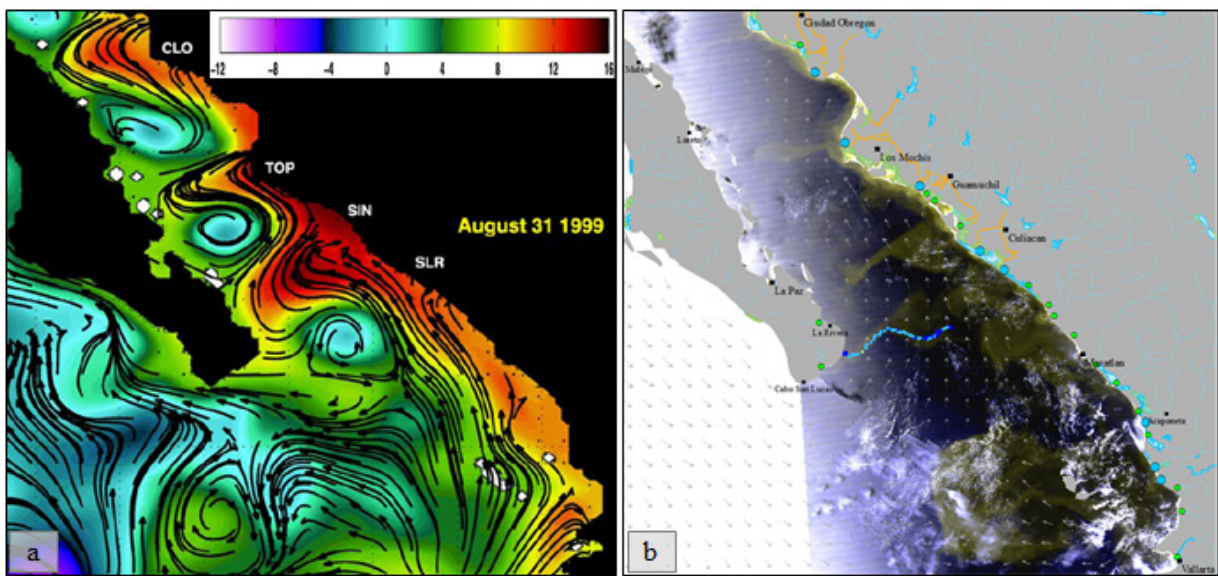 CLO
-12 -8 -4 0 4 8 12 16
TOP
SIN
August 31 1999
SLR
a
Ciudad Obregon
Mulege
Loreto
Los Mochis
Guamuchil
Culiacan
La Paz
La Rivera
Mazatlan
Cabo San Lucas
Acaponeta
Vallarta
b